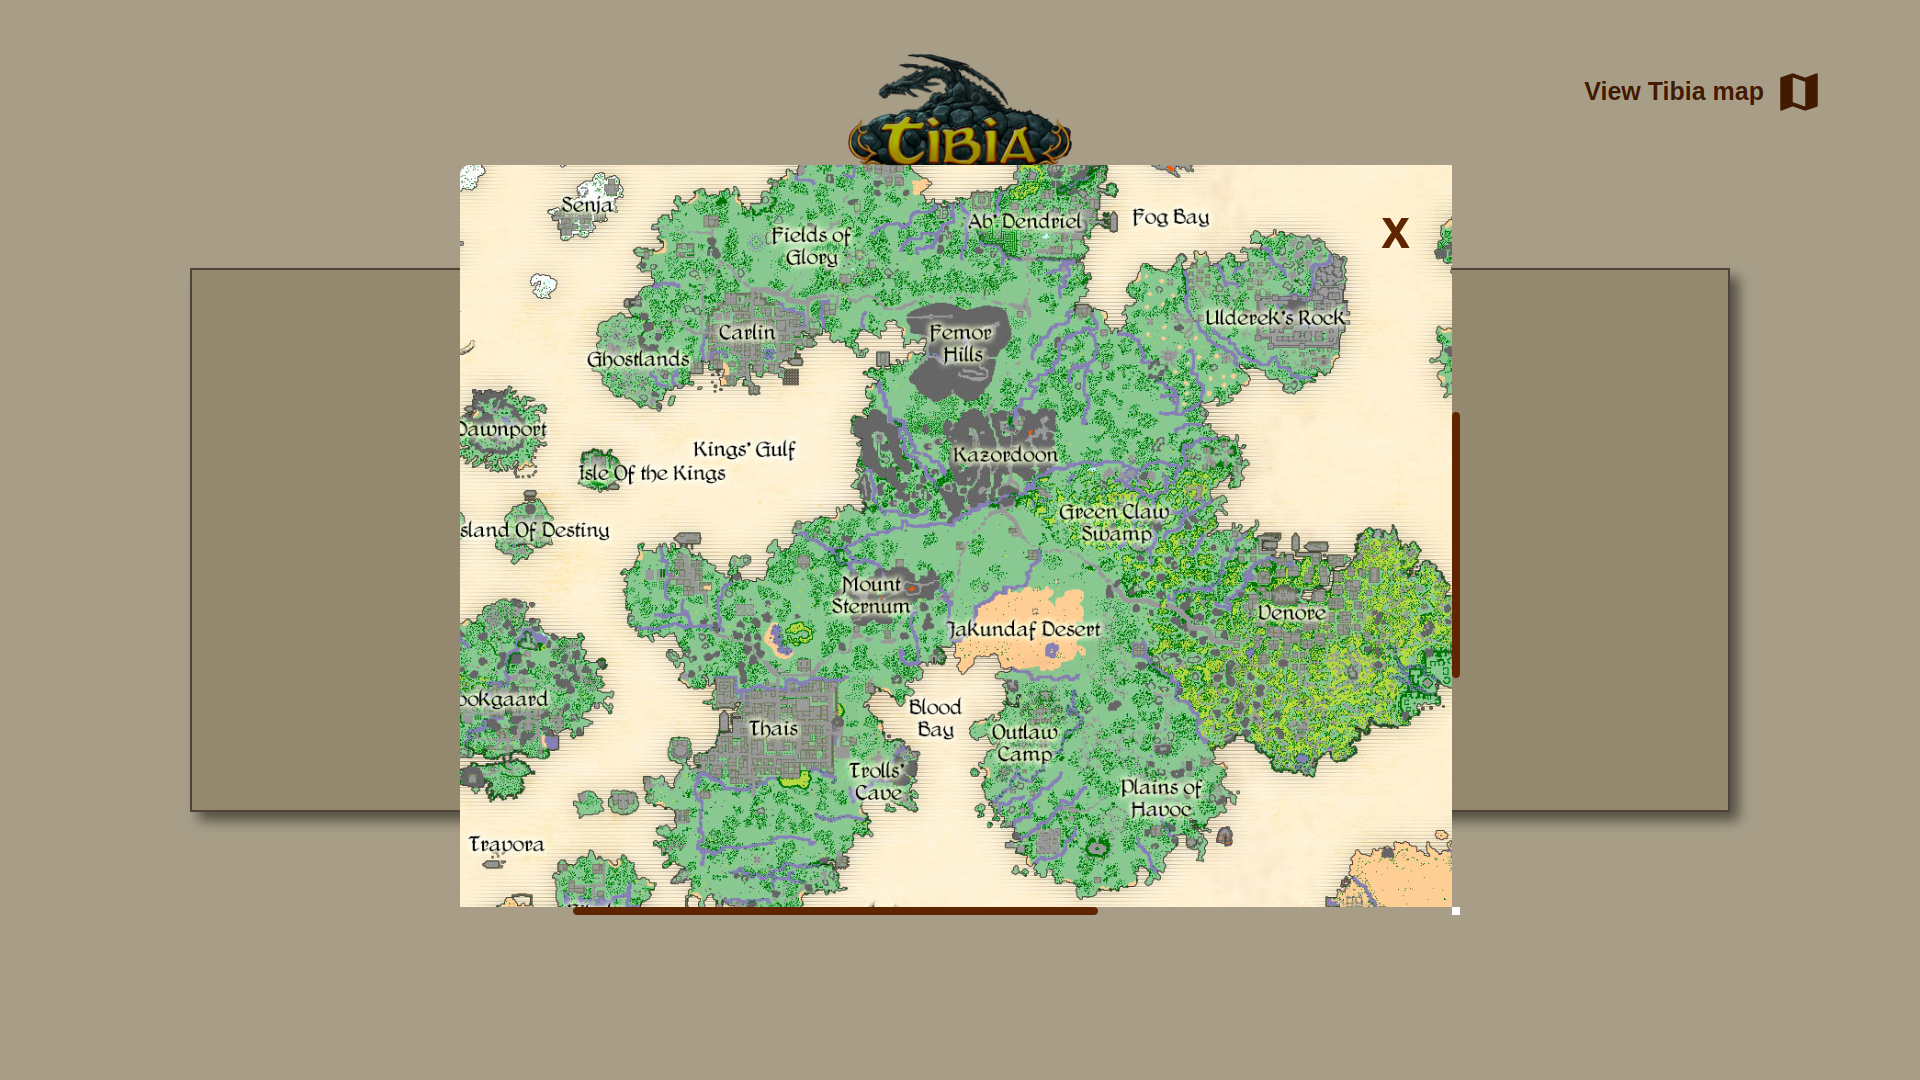 View Tibia map
TIBIA
X
Senja
Fields of
Glory
Ab'Dendriel
Fog Bay
Carlin
Femor
Hills
Ulderek's Rock
Ghostlands
Dawnport
Kings' Gulf
Isle Of the Kings
Kazordoon
sland Of Destiny
Green Claw
Swamp
Mount
Sternum
Jakundaf Desert
Venore
ookgaard
Thais
Blood
Bay
Outlaw
Camp
Trolls'
Cave
Plains of
Havoc
Travora